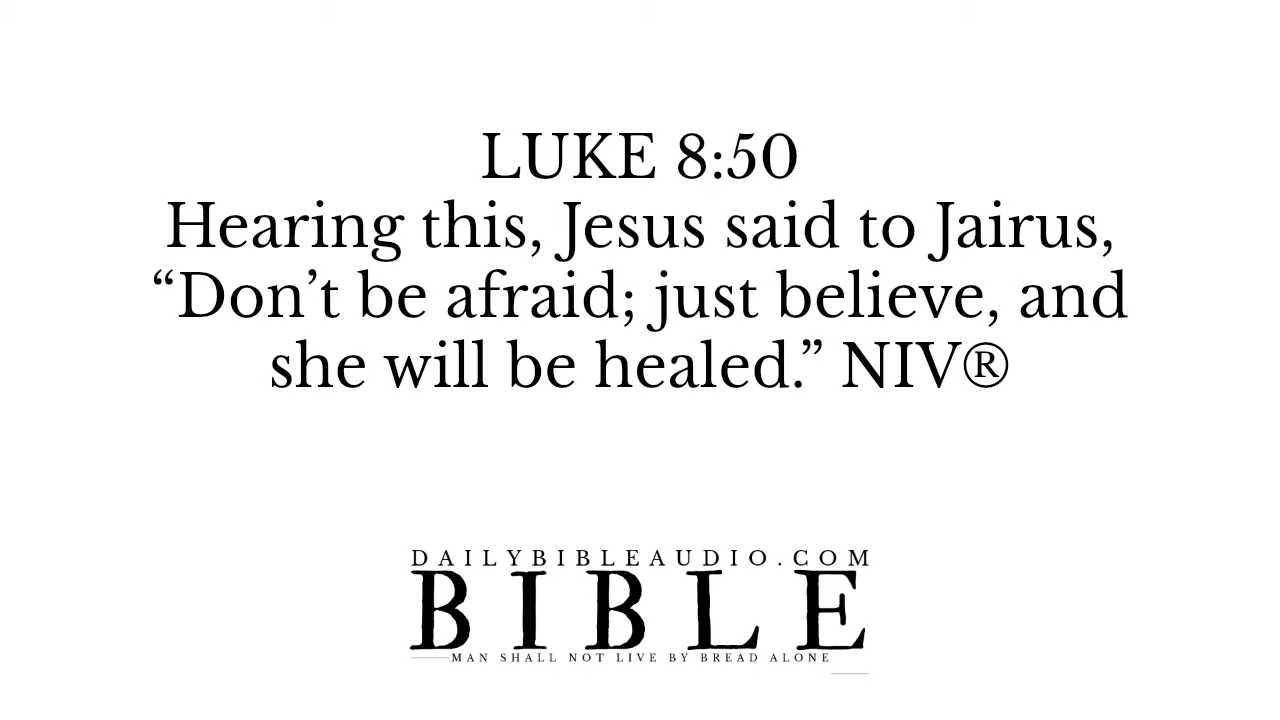 LUKE 8:50
Hearing this, Jesus said to Jairus,
“Don’t be afraid; just believe, and
she will be healed.” NIV®
DAILYBIBLEAUDIO.COM
BIBLE
MAN SHALL NOT LIVE BY BREAD ALONE